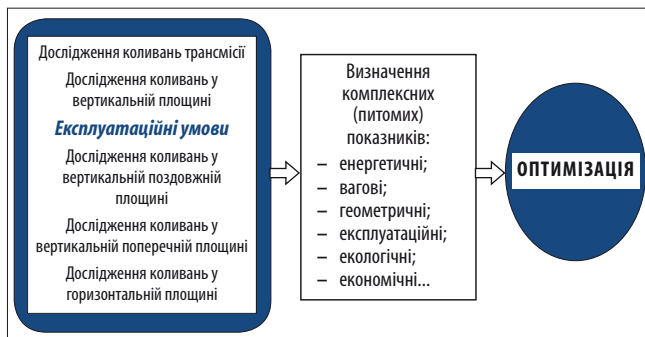 Дослідження коливань трансмісії
Дослідження коливань у
вертикальній площині
Експлуатаційні умови
Дослідження коливань у
вертикальній поздовжній
площині
Дослідження коливань у
вертикальній поперечній площині
Дослідження коливань у
горизонтальній площині
Визначення
комплексних
(питомих)
показників:
– енергетичні;
– вагові;
– геометричні;
– експлуатаційні;
– екологічні;
– економічні...
ОПТИМІЗАЦІЯ